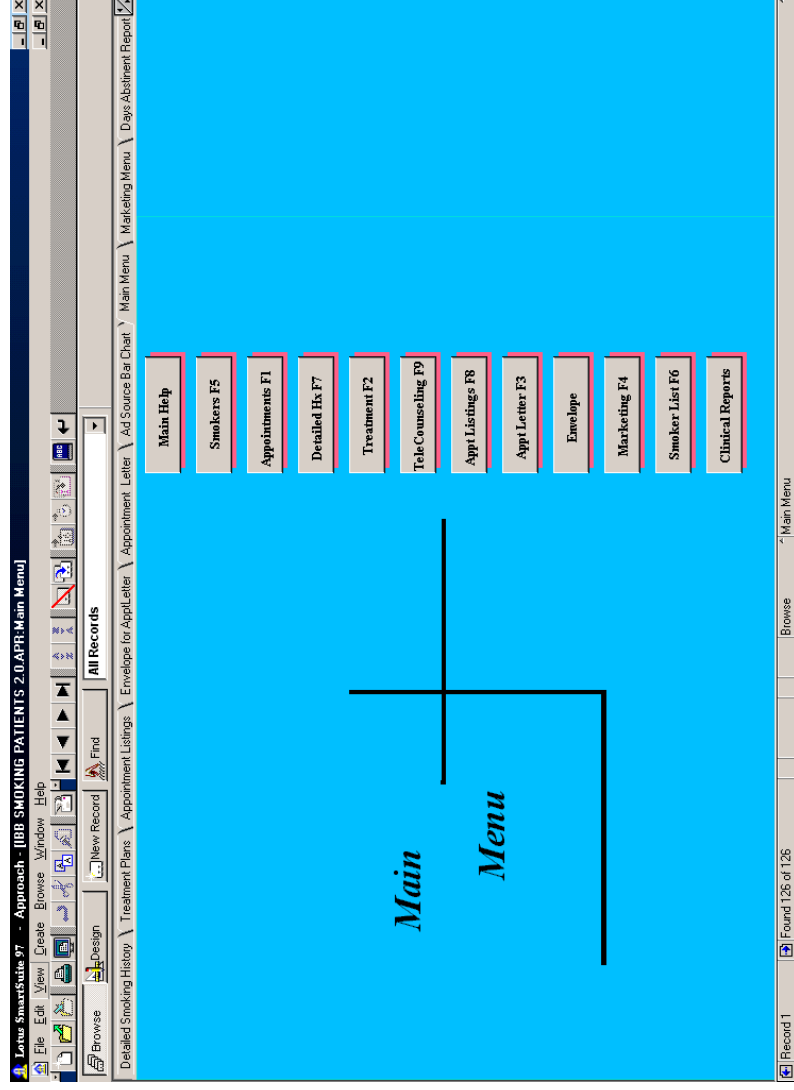 Lotus SmartSuite 97 - Approach - [IBB SMOKING PATIENTS 2.0.APR:Main Menu]
File Edit View Create Browse Window Help
Browse Design New Record Find All Records
Detailed Smoking History Treatment Plans Appointment Listings Envelope for ApptLetter Appointment Letter Ad Source Bar Chart Main Menu Marketing Menu Days Abstinent Report
Main
Menu
Main Help
Smokers F5
Appointments F1
Detailed Hx F7
Treatment F2
TeleCounseling F9
Appt Listings F8
Appt Letter F3
Envelope
Marketing F4
Smoker List F6
Clinical Reports
Record 1 Found 126 of 126 Browse Main Menu